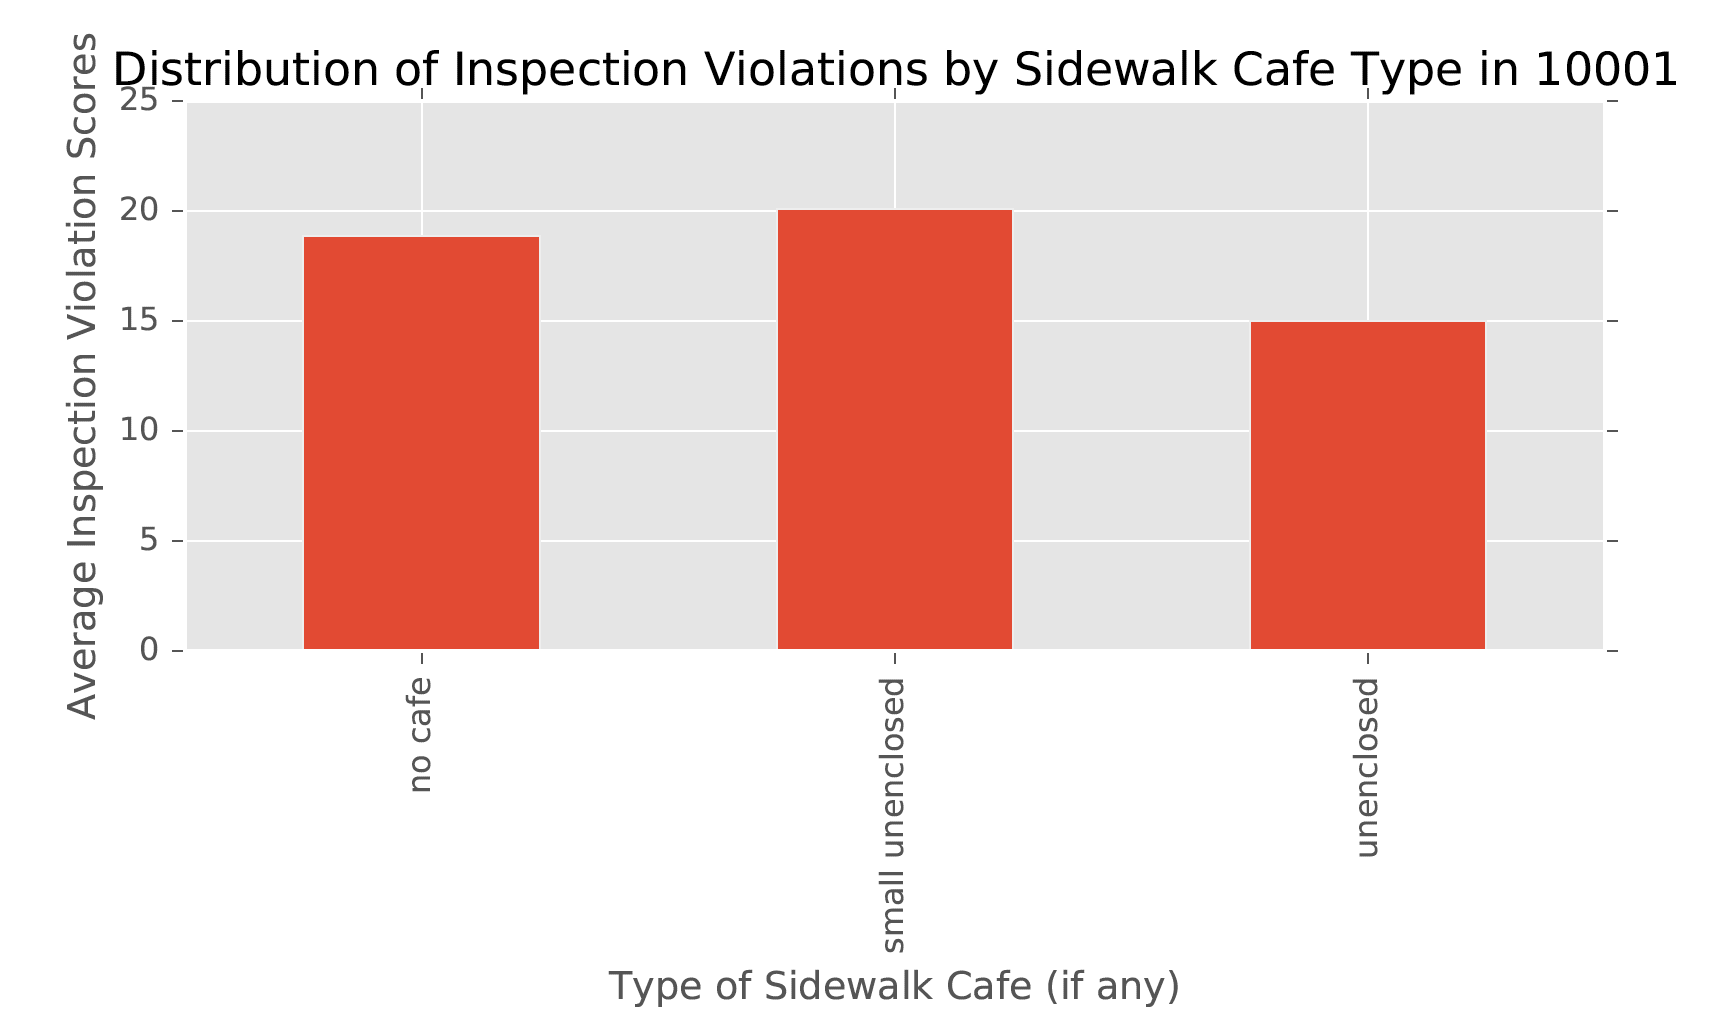 Distribution of Inspection Violations by Sidewalk Cafe Type in 10001
Average Inspection Violation Scores
25
20
15
10
5
0
no cafe
small unenclosed
unenclosed
Type of Sidewalk Cafe (if any)